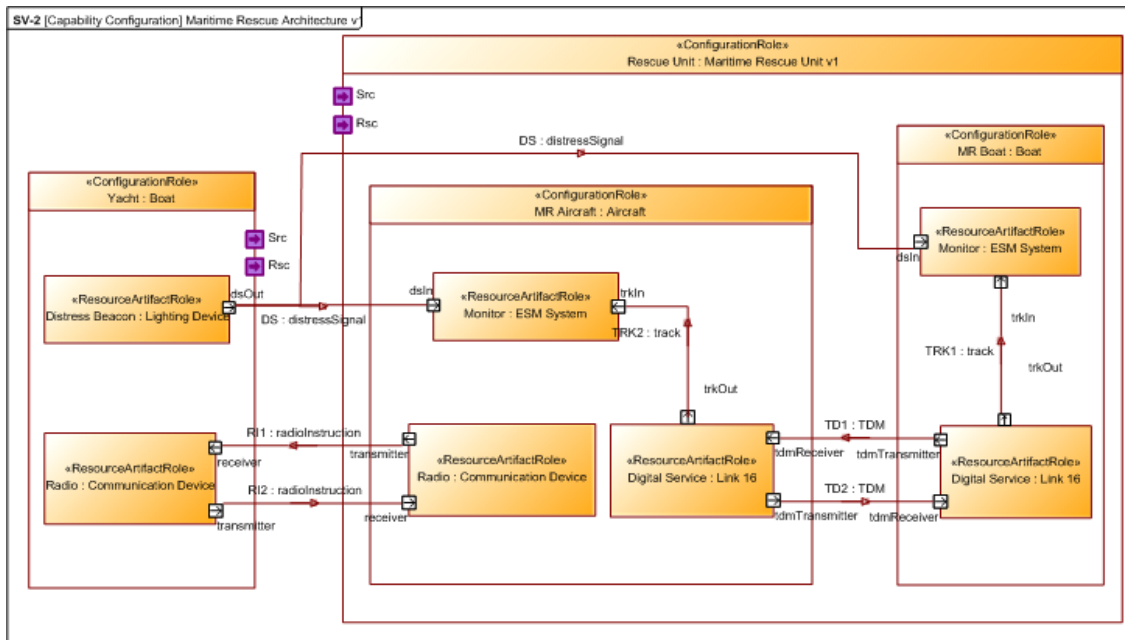 SV-2 [Capability Configuration] Maritime Rescue Architecture v1
«ConfigurationRole»
Rescue Unit : Maritime Rescue Unit v1
Src
Rsc
DS : distressSignal
«ConfigurationRole»
MR Boat : Boat
«ConfigurationRole»
Yacht : Boat
«ConfigurationRole»
MR Aircraft : Aircraft
Src
Rsc
«ResourceArtifactRole»
Monitor : ESM System
dsIn
«ResourceArtifactRole»
Distress Beacon : Lighting Device
dsOut
DS : distressSignal
dsIn
«ResourceArtifactRole»
Monitor : ESM System
trkIn
TRK2 : track
trkOut
trkIn
TRK1 : track
trkOut
«ResourceArtifactRole»
Radio : Communication Device
RI1 : radioInstruction
receiver
transmitter
RI2 : radioInstruction
transmitter
receiver
«ResourceArtifactRole»
Radio : Communication Device
«ResourceArtifactRole»
Digital Service : Link 16
TD1 : TDM
tdmReceiver
tdmTransmitter
TD2 : TDM
tdmTransmitter
tdmReceiver
«ResourceArtifactRole»
Digital Service : Link 16